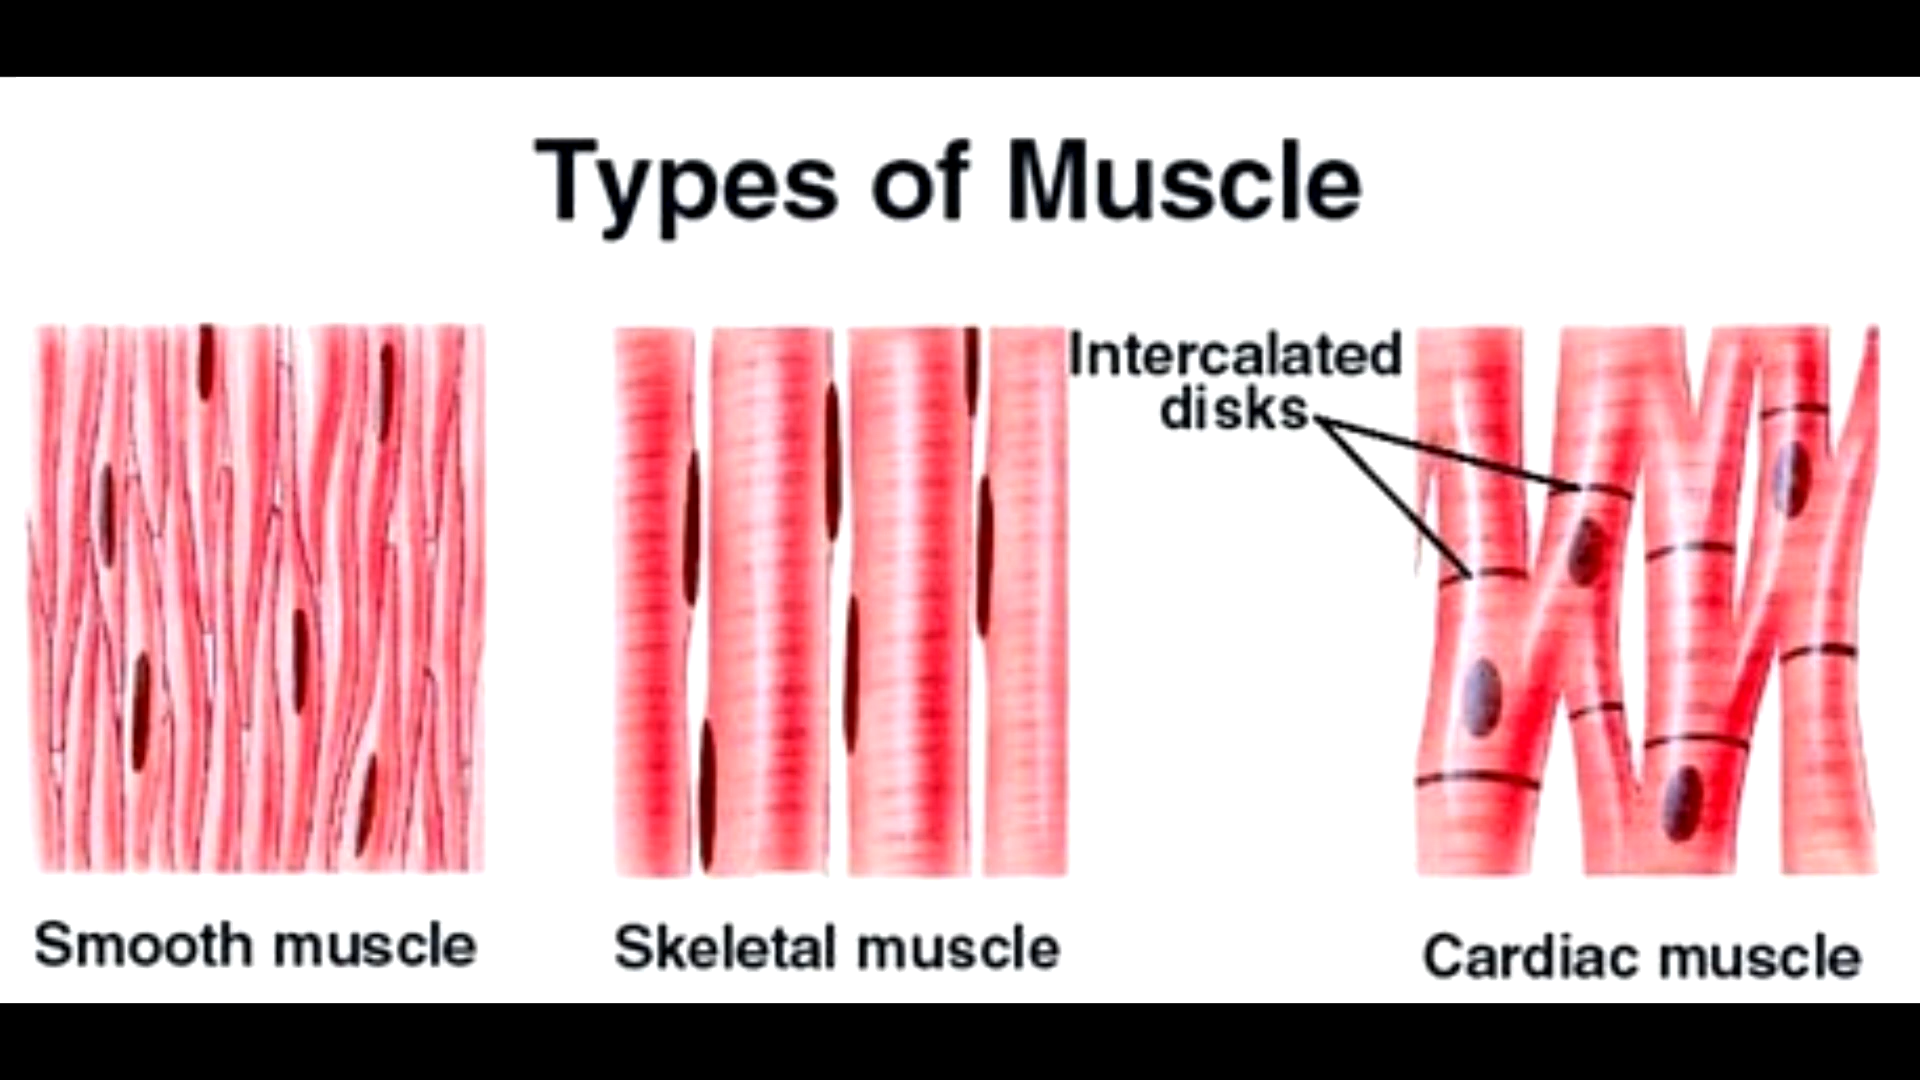 Types of Muscle
Intercalated
disks
Smooth muscle
Skeletal muscle
Cardiac muscle